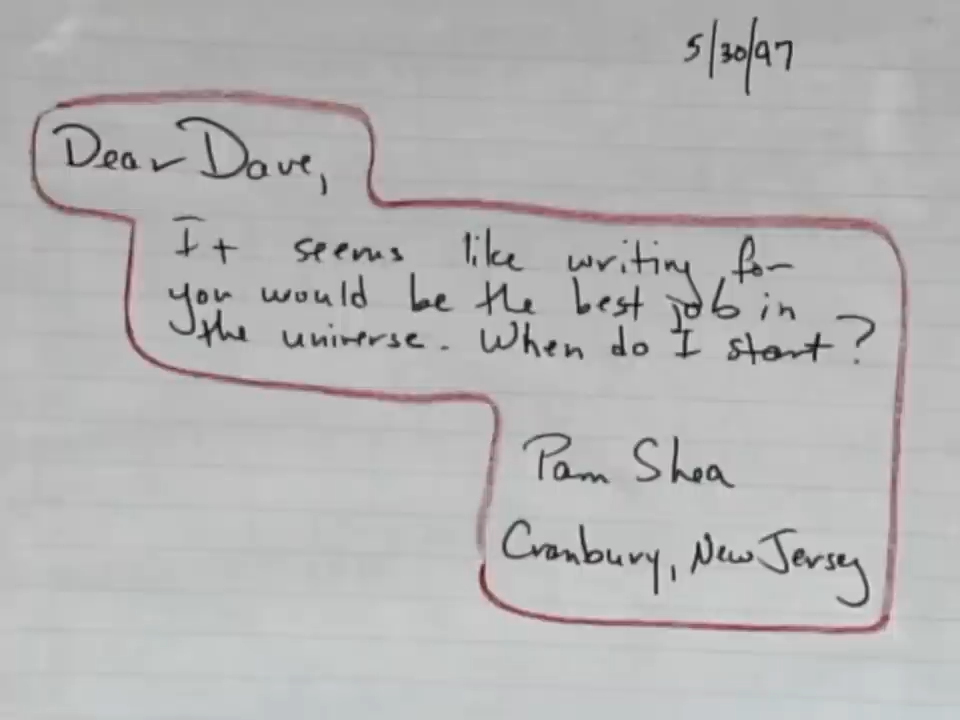 5/30/97
Dear Dave,
It seems like writing for
you would be the best job in
the universe. When do I start?
Pam Shea
Cranbury, New Jersey